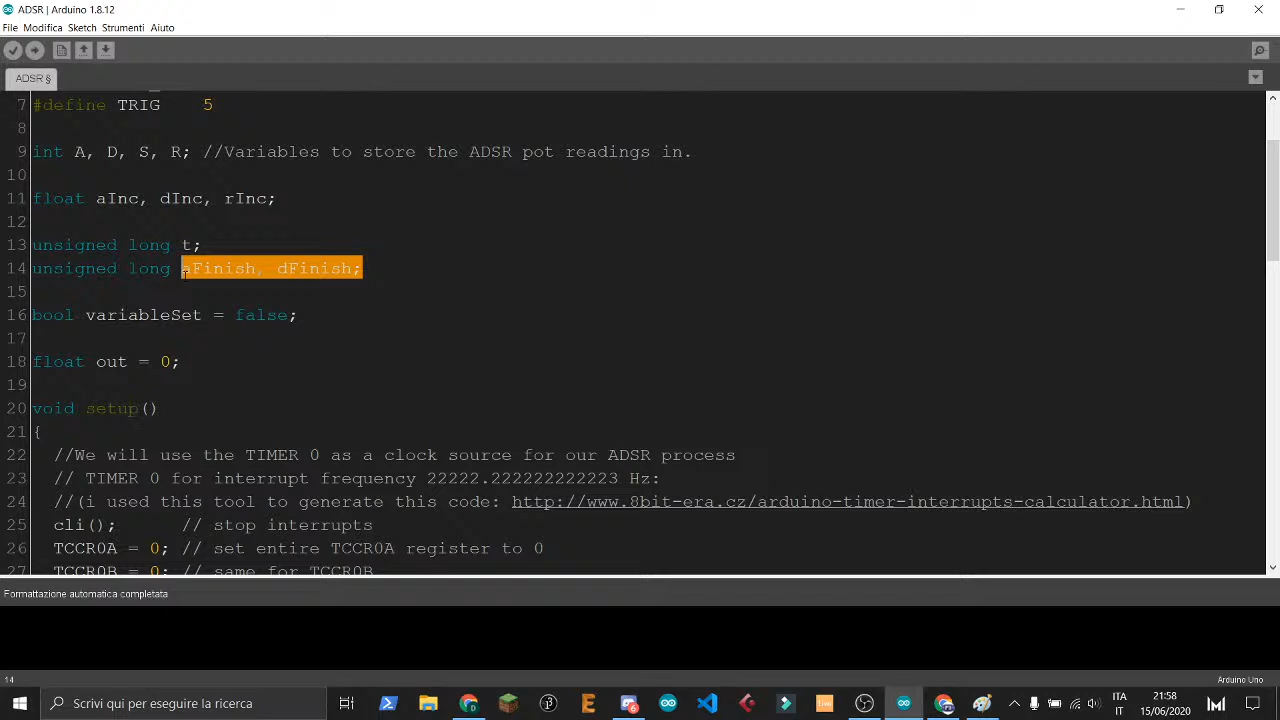 ADSR | Arduino 1.8.12
File Modifica Sketch Strumenti Aiuto
ADSR §
7 #define TRIG 5
8
9 int A, D, S, R; //Variables to store the ADSR pot readings in.
10
11 float aInc, dInc, rInc;
12
13 unsigned long t;
14 unsigned long aFinish, dFinish;
15
16 bool variableSet = false;
17
18 float out = 0;
19
20 void setup()
21 {
22 //We will use the TIMER 0 as a clock source for our ADSR process
23 // TIMER 0 for interrupt frequency 22222.222222222223 Hz:
24 //(i used this tool to generate this code: http://www.8bit-era.cz/arduino-timer-interrupts-calculator.html)
25 cli(); // stop interrupts
26 TCCR0A = 0; // set entire TCCR0A register to 0
27 TCCR0B = 0; // same for TCCR0B
Formattazione automatica completata
14 Arduino Uno
Scrivi qui per eseguire la ricerca
ITA 21:58
IT 15/06/2020